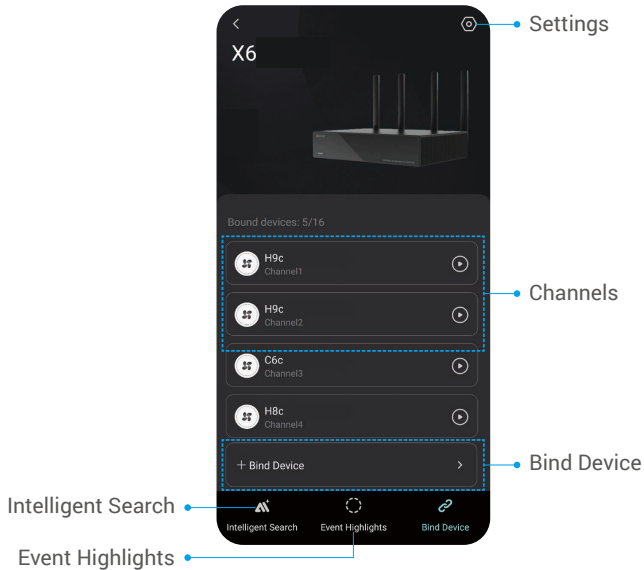 Settings
X6
Bound devices: 5/16
H9c
Channel1
H9c
Channel2
Channels
C6c
Channel3
H8c
Channel4
+ Bind Device
Bind Device
Intelligent Search
Intelligent Search
Event Highlights
Bind Device
Event Highlights